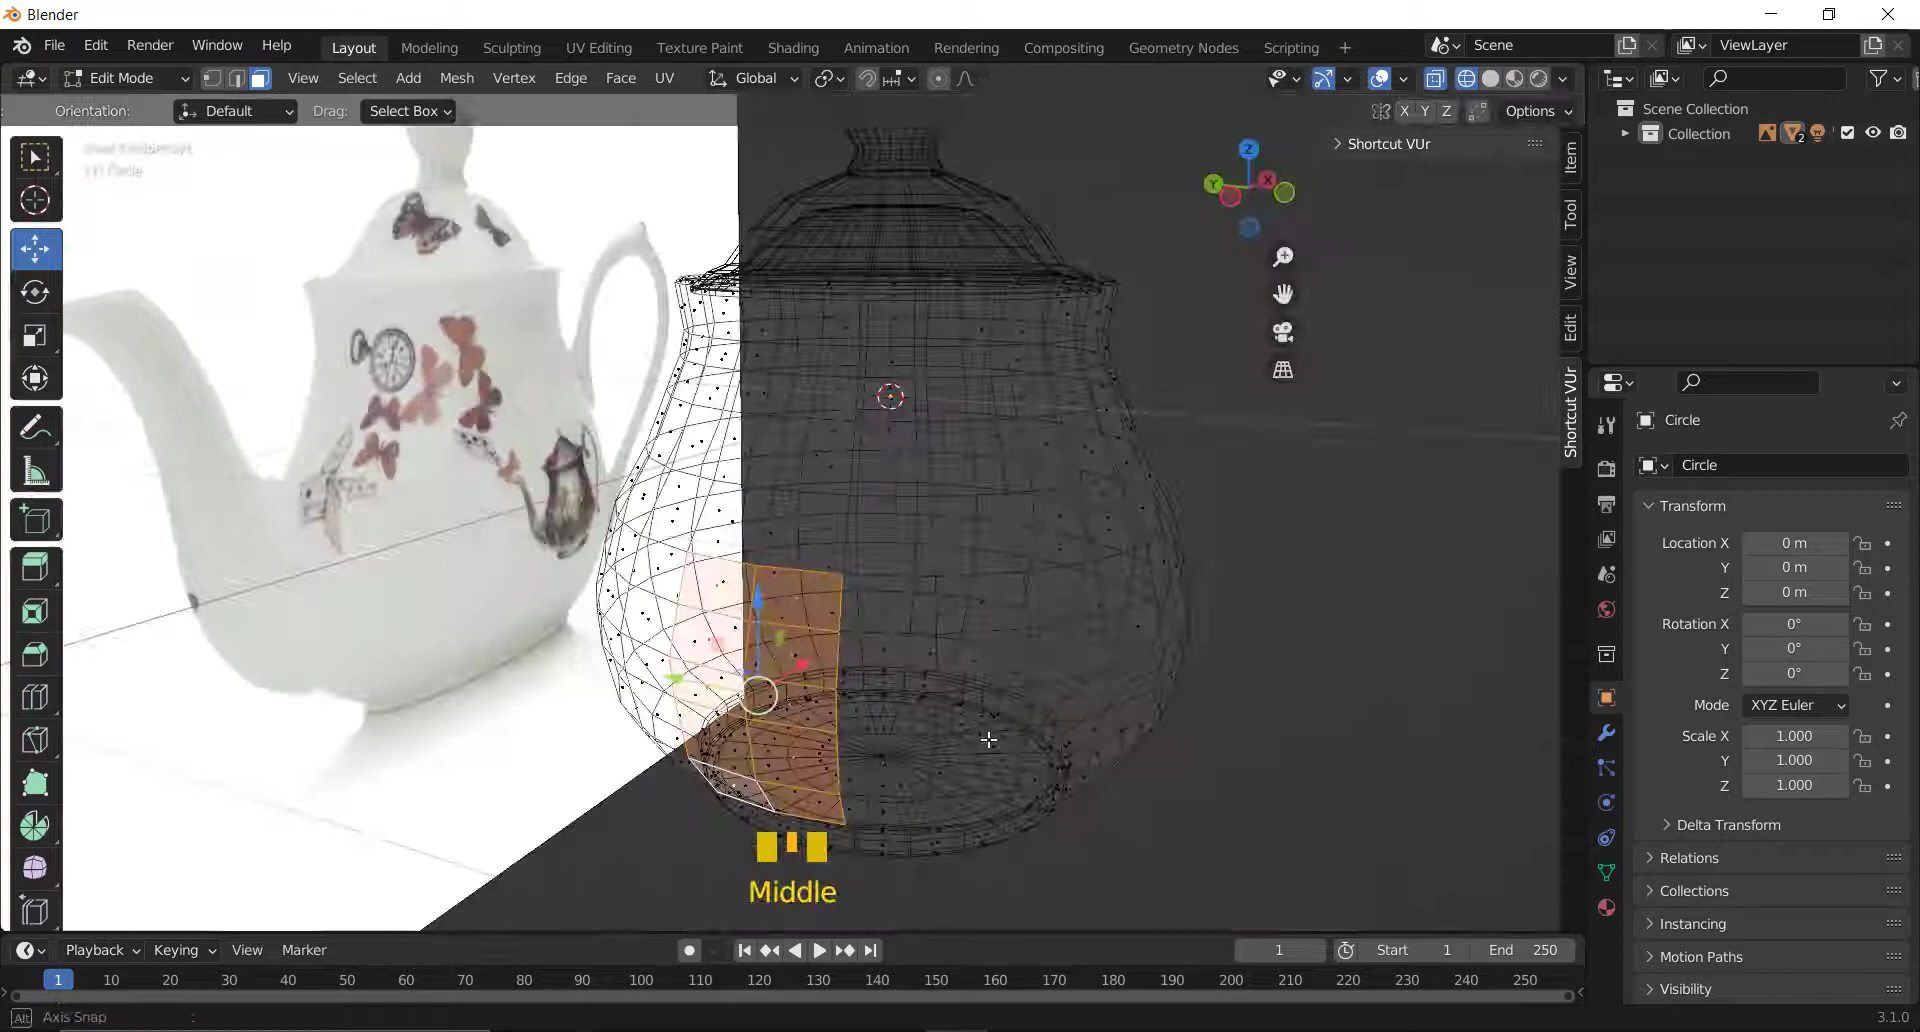 Blender
File Edit Render Window Help
Layout Modeling Sculpting UV Editing Texture Paint Shading Animation Rendering Compositing Geometry Nodes Scripting +
Scene
ViewLayer
Edit Mode
View Select Add Mesh Vertex Edge Face UV
Global
Orientation: Default Drag: Select Box
X Y Z
Options
Scene Collection
Collection
2
Shortcut VUr
Item
Tool
View
Edit
Shortcut VUr
Z
Y
X
Circle
Circle
Transform
Location X 0 m
Y 0 m
Z 0 m
Rotation X 0°
Y 0°
Z 0°
Mode XYZ Euler
Scale X 1.000
Y 1.000
Z 1.000
Delta Transform
Relations
Collections
Instancing
Motion Paths
Visibility
Middle
Playback Keying View Marker
1
Start 1
End 250
1 10 20 30 40 50 60 70 80 90 100 110 120 130 140 150 160 170 180 190 200 210 220 230 240 250
Alt Axis Snap :
3.1.0